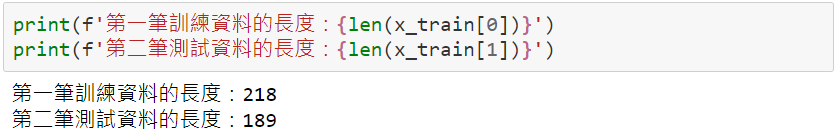 print(f'第一筆訓練資料的長度：{len(x_train[0])}')
print(f'第二筆測試資料的長度：{len(x_train[1])}')
第一筆訓練資料的長度：218
第二筆測試資料的長度：189